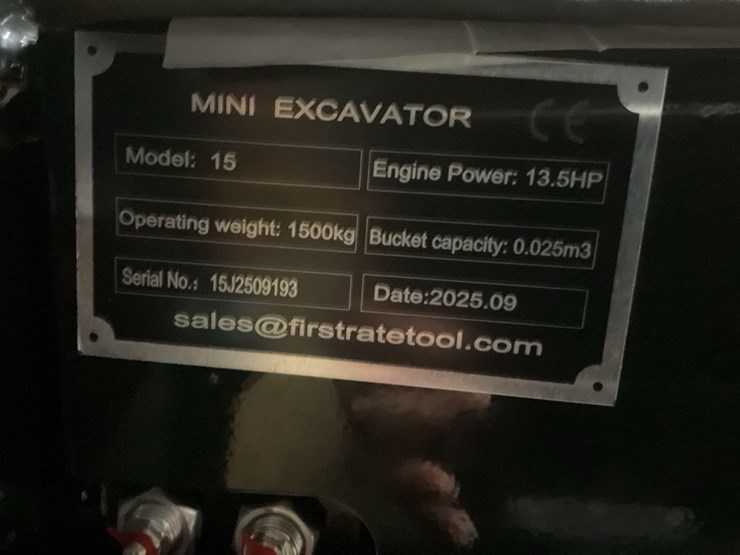 MINI EXCAVATOR CE
Model: 15
Engine Power: 13.5HP
Operating weight: 1500kg
Bucket capacity: 0.025m3
Serial No.: 15J2509193
Date:2025.09
sales@firstratetool.com